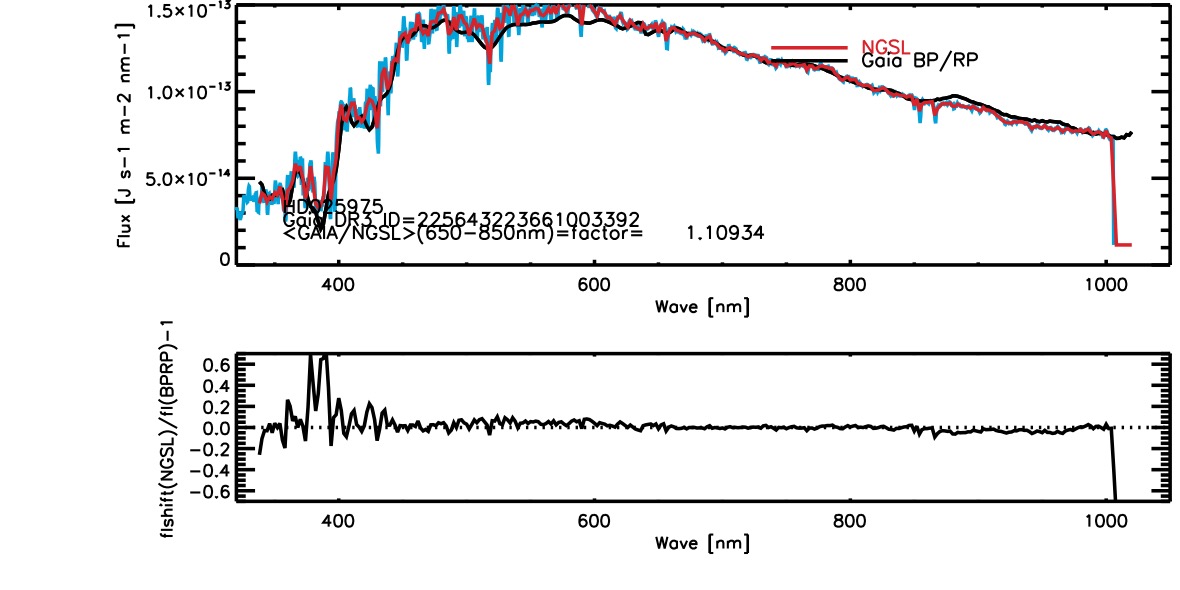 1.5×10−13
1.0×10−13
5.0×10−14
0
Flux [J s−1 m−2 nm−1]
NGSL
Gaia BP/RP
Gaia DR3 ID=225643223661003392
<GAIA/NGSL>(650−850nm)=factor= 1.10934
400 600 800 1000
Wave [nm]
0.6
0.4
0.2
0.0
−0.2
−0.4
−0.6
flshift(NGSL)/fl(BPRP)−1
400 600 800 1000
Wave [nm]